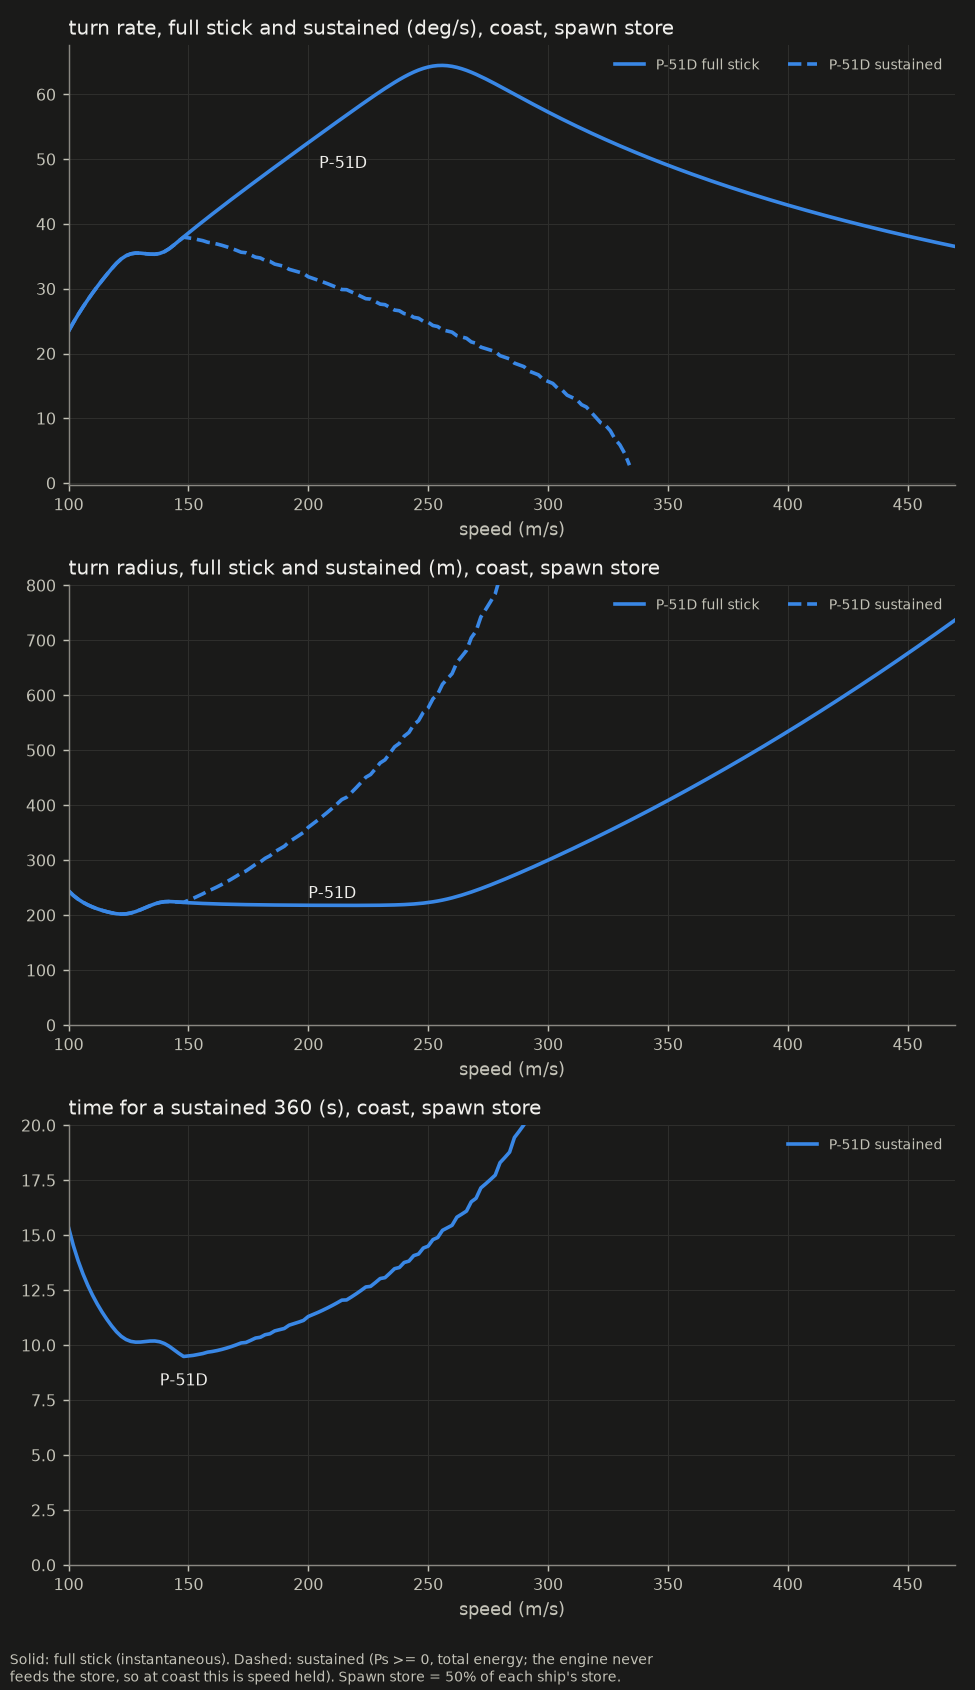 turn rate, full stick and sustained (deg/s), coast, spawn store
P-51D full stick
P-51D sustained
60
50
40
30
20
10
0
P-51D
100 150 200 250 300 350 400 450
speed (m/s)
turn radius, full stick and sustained (m), coast, spawn store
P-51D full stick
P-51D sustained
800
700
600
500
400
300
200
100
0
P-51D
100 150 200 250 300 350 400 450
speed (m/s)
time for a sustained 360 (s), coast, spawn store
P-51D sustained
20.0
17.5
15.0
12.5
10.0
7.5
5.0
2.5
0.0
P-51D
100 150 200 250 300 350 400 450
speed (m/s)
Solid: full stick (instantaneous). Dashed: sustained (Ps >= 0, total energy; the engine never
feeds the store, so at coast this is speed held). Spawn store = 50% of each ship's store.